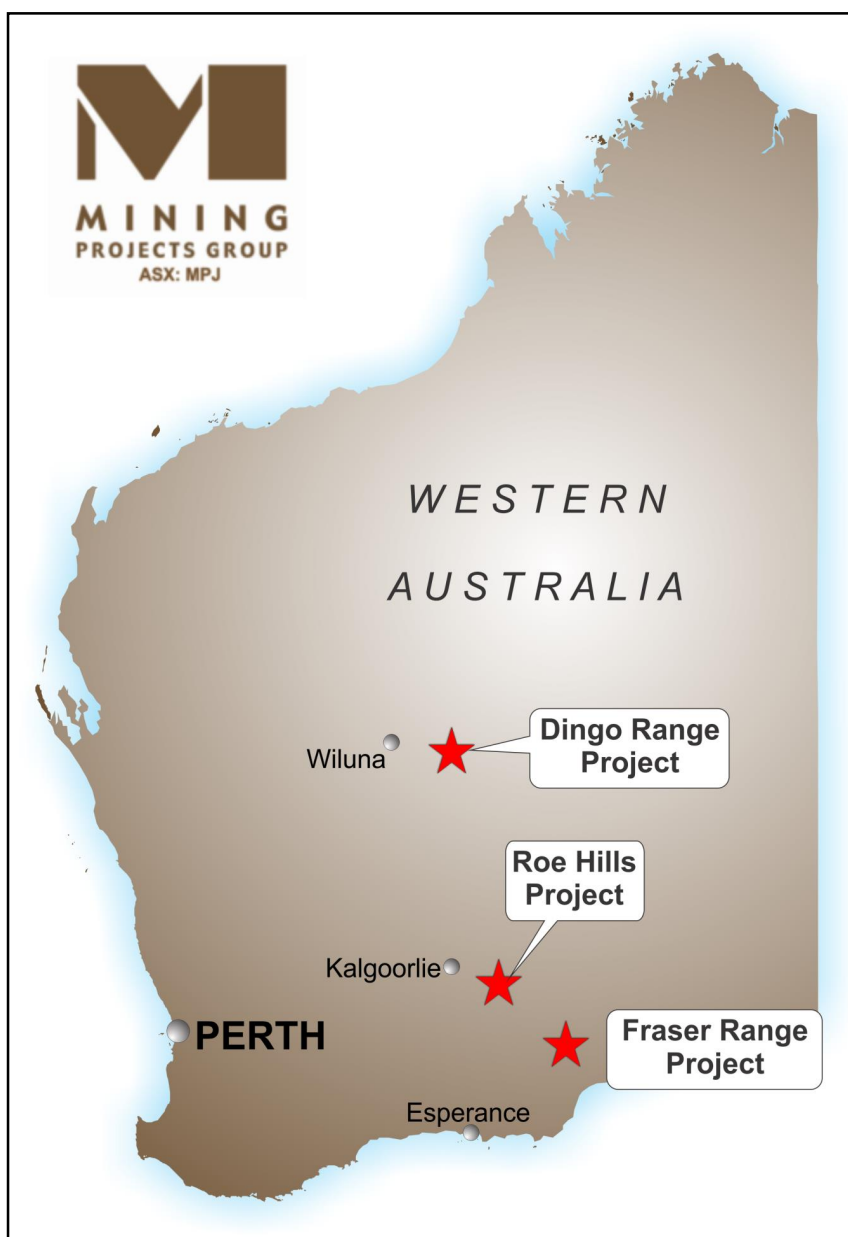 MINING
PROJECTS GROUP
ASX: MPJ
WESTERN
AUSTRALIA
Wiluna
Dingo Range
Project
Roe Hills
Project
Kalgoorlie
PERTH
Fraser Range
Project
Esperance